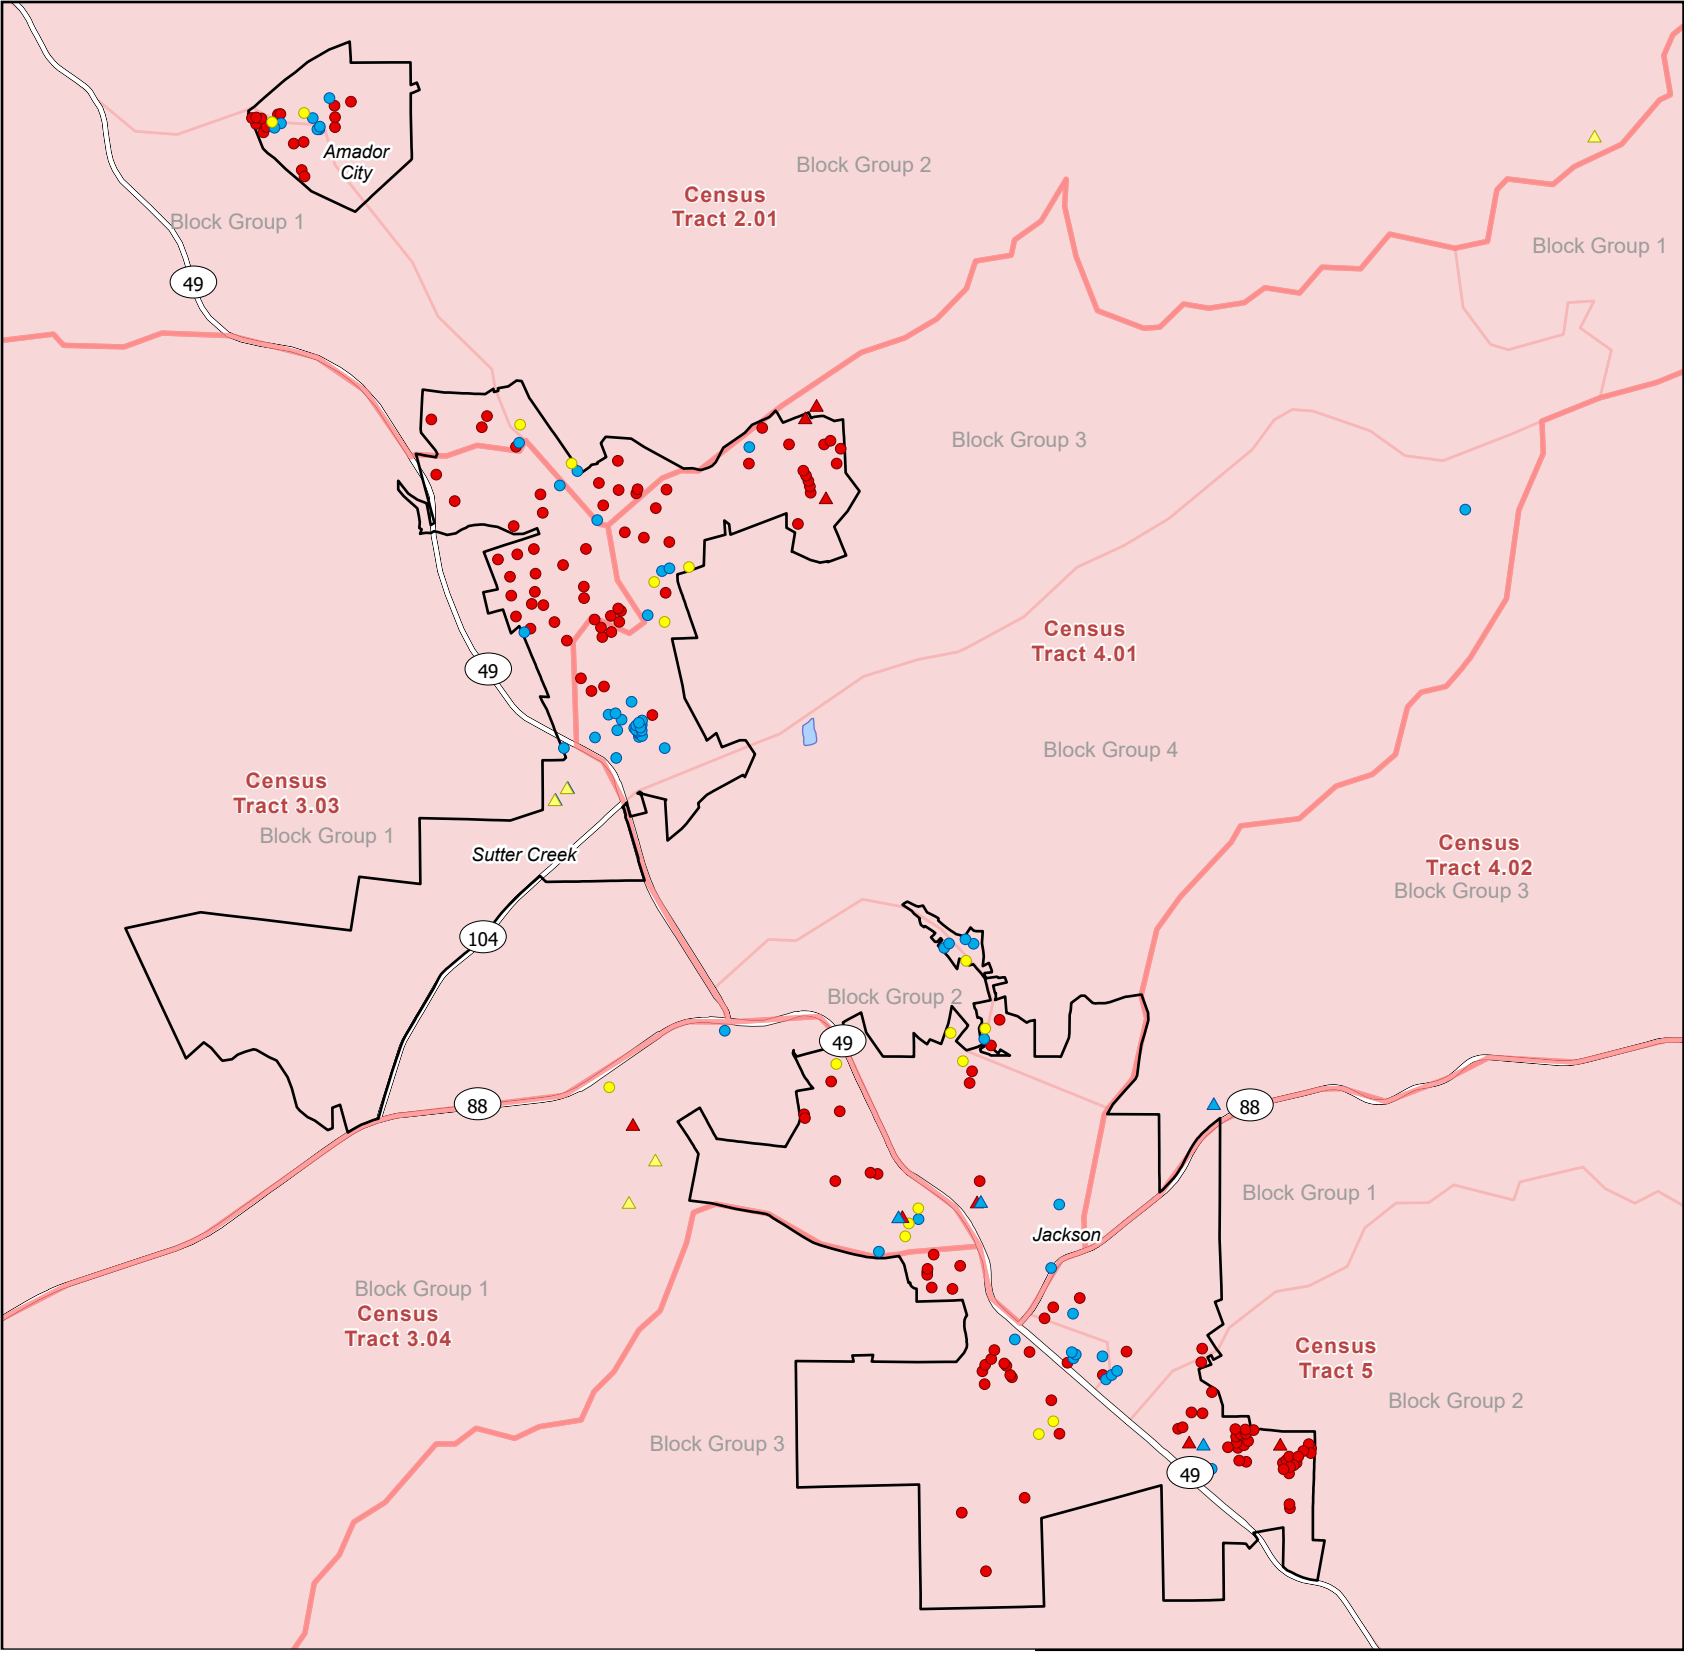 Amador
City
Block Group 2
Census
Tract 2.01
Block Group 1
Block Group 1
49
Block Group 3
Census
Tract 4.01
49
Block Group 4
Census
Tract 3.03
Block Group 1
Sutter Creek
Census
Tract 4.02
Block Group 3
104
Block Group 2
49
88
88
Block Group 1
Jackson
Block Group 1
Census
Tract 3.04
Census
Tract 5
Block Group 2
Block Group 3
49